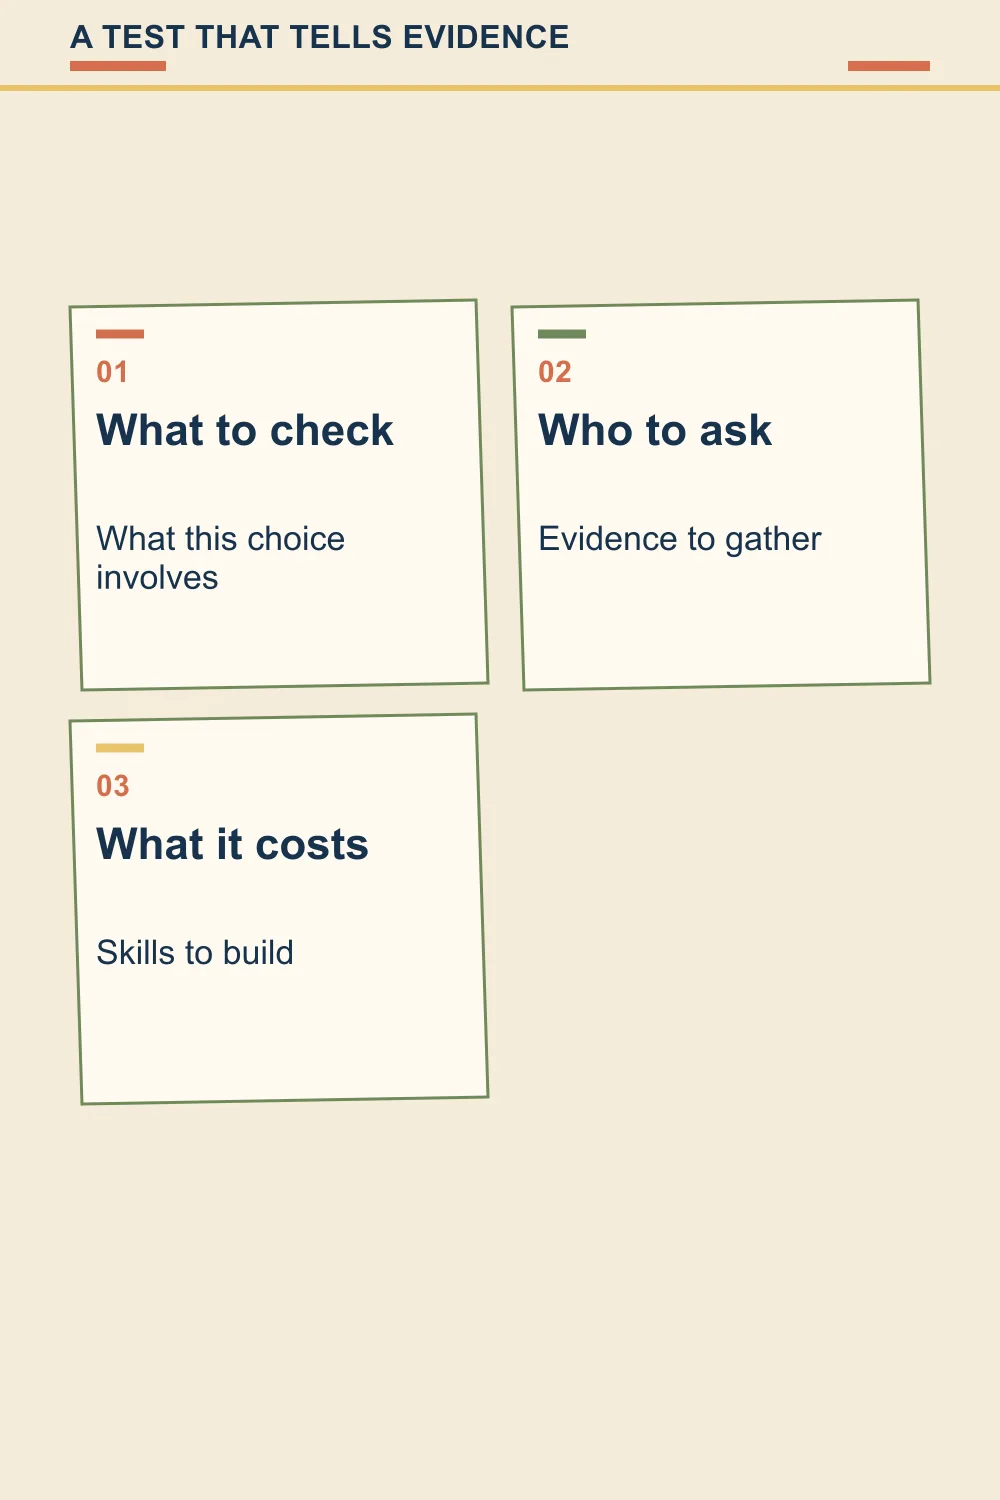 A TEST THAT TELLS EVIDENCE
01
What to check
What this choice
involves
02
Who to ask
Evidence to gather
03
What it costs
Skills to build